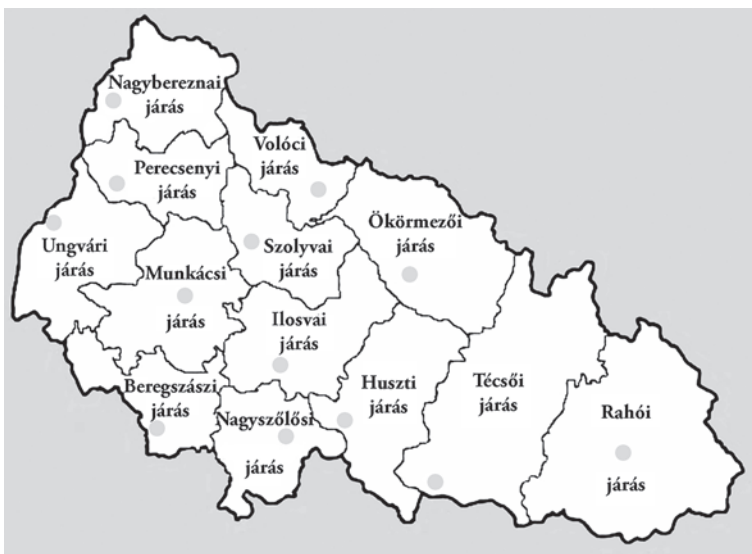 Nagybereznai
járás
Volóci
járás
Perecsenyi
járás
Ökörmezői
járás
Ungvári
járás
Szolyvai
járás
Munkácsi
járás
Ilosvai
járás
Beregszászi
járás
Huszti
járás
Técsői
járás
Nagyszőlősi
járás
Rahói
járás